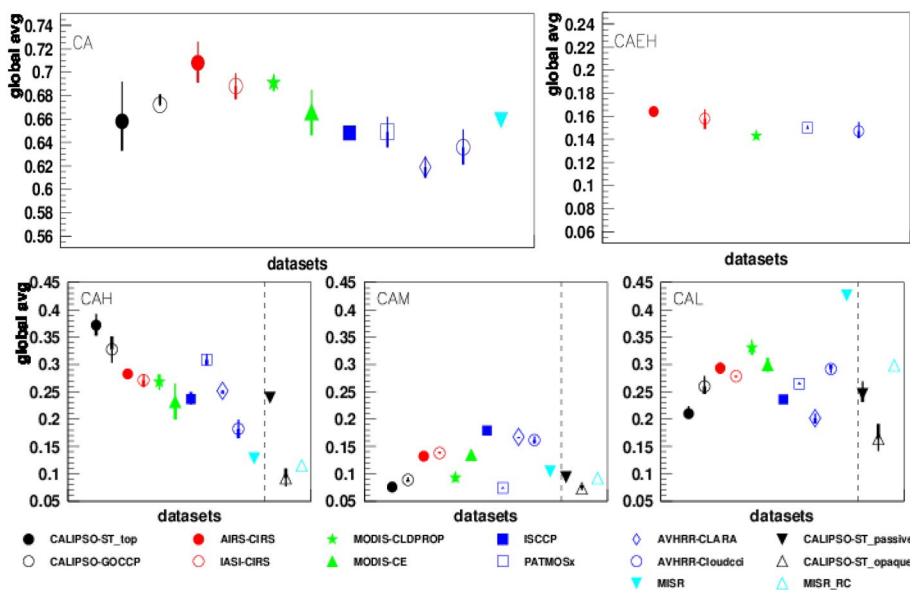 global avg
CA
0.74
0.72
0.7
0.68
0.66
0.64
0.62
0.6
0.58
0.56
datasets
global avg
CAEH
0.24
0.22
0.2
0.18
0.16
0.14
0.12
0.1
0.08
0.06
datasets
global avg
CAH
0.45
0.4
0.35
0.3
0.25
0.2
0.15
0.1
0.05
datasets
CAM
0.45
0.4
0.35
0.3
0.25
0.2
0.15
0.1
0.05
datasets
CAL
0.45
0.4
0.35
0.3
0.25
0.2
0.15
0.1
0.05
datasets
CALIPSO-ST_top AIRS-CIRS MODIS-CLDPROP ISCCP AVHRR-CLARA CALIPSO-ST_passive
CALIPSO-GOCCP IASI-CIRS MODIS-CE PATMOSx AVHRR-Cloudcci CALIPSO-ST_opaque
MISR MISR_RC